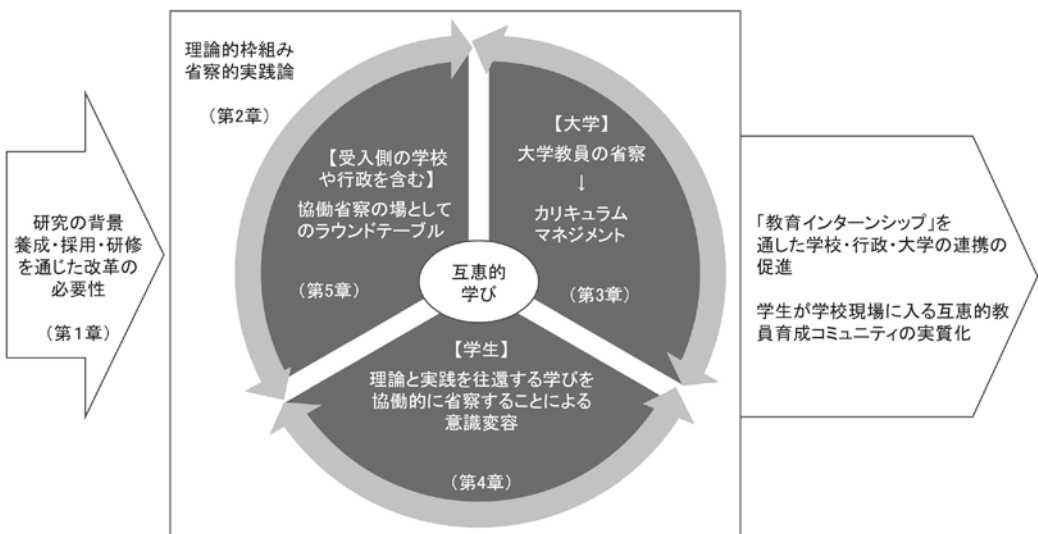 研究の背景
養成・採用・研修
を通じた改革の
必要性
(第1章)
理論的枠組み
省察的実践論
(第2章)
【受入側の学校
や行政を含む】
協働省察の場として
のラウンドテーブル
(第5章)
【大学】
大学教員の省察
↓
カリキュラム
マネジメント
(第3章)
互恵的
学び
【学生】
理論と実践を往還する学びを
協働的に省察することによる
意識変容
(第4章)
「教育インターンシップ」を
通した学校・行政・大学の連携の
促進
学生が学校現場に入る互恵的教
員育成コミュニティの実質化